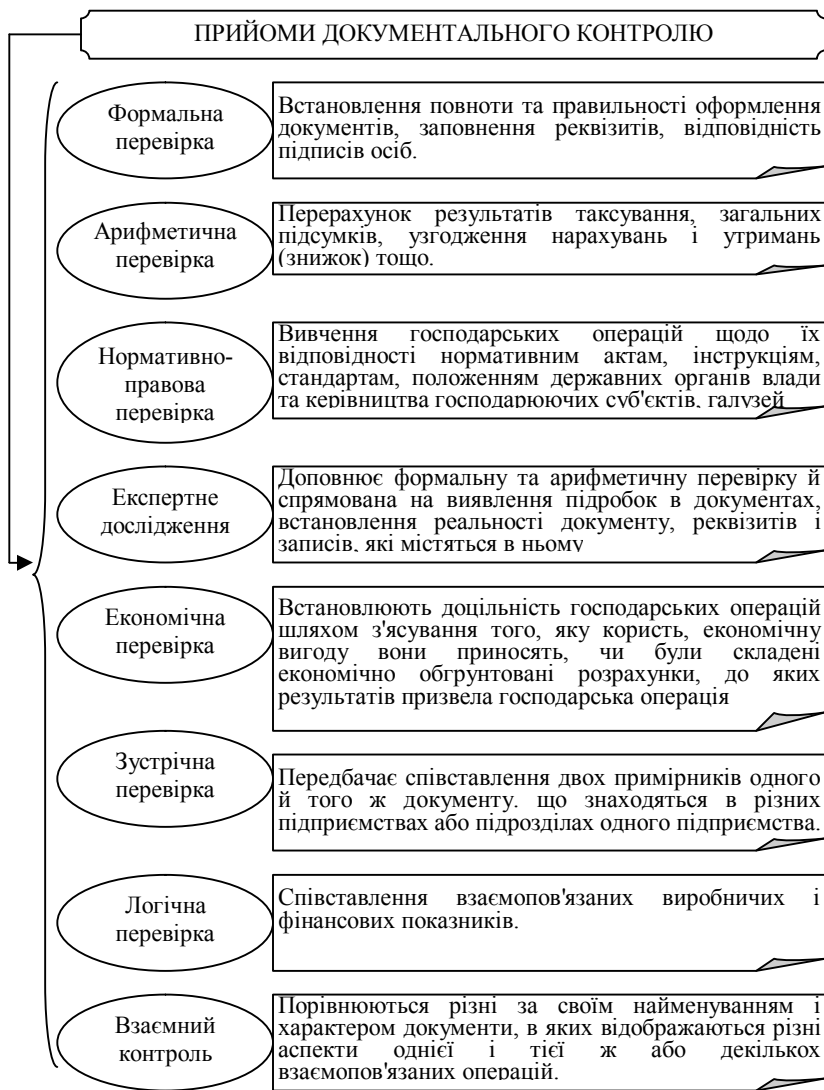 ПРИЙОМИ ДОКУМЕНТАЛЬНОГО КОНТРОЛЮ
Формальна
перевірка
Встановлення повноти та правильності оформлення
документів, заповнення реквізитів, відповідність
підписів осіб.
Арифметична
перевірка
Перерахунок результатів таксування, загальних
підсумків, узгодження нарахувань і утримань
(знижок) тощо.
Нормативно-
правова
перевірка
Вивчення господарських операцій щодо їх
відповідності нормативним актам, інструкціям,
стандартам, положенням державних органів влади
та керівництва господарюючих суб'єктів, галузей
Експертне
дослідження
Доповнює формальну та арифметичну перевірку й
спрямована на виявлення підробок в документах,
встановлення реальності документу, реквізитів і
записів, які містяться в ньому
Економічна
перевірка
Встановлюють доцільність господарських операцій
шляхом з'ясування того, яку користь, економічну
вигоду вони приносять, чи були складені
економічно обгрунтовані розрахунки, до яких
результатів призвела господарська операція
Зустрічна
перевірка
Передбачає співставлення двох примірників одного
й того ж документу. що знаходяться в різних
підприємствах або підрозділах одного підприємства.
Логічна
перевірка
Співставлення взаємопов'язаних виробничих і
фінансових показників.
Взаємний
контроль
Порівнюються різні за своїм найменуванням і
характером документи, в яких відображаються різні
аспекти однієї і тієї ж або декількох
взаємопов'язаних операцій.